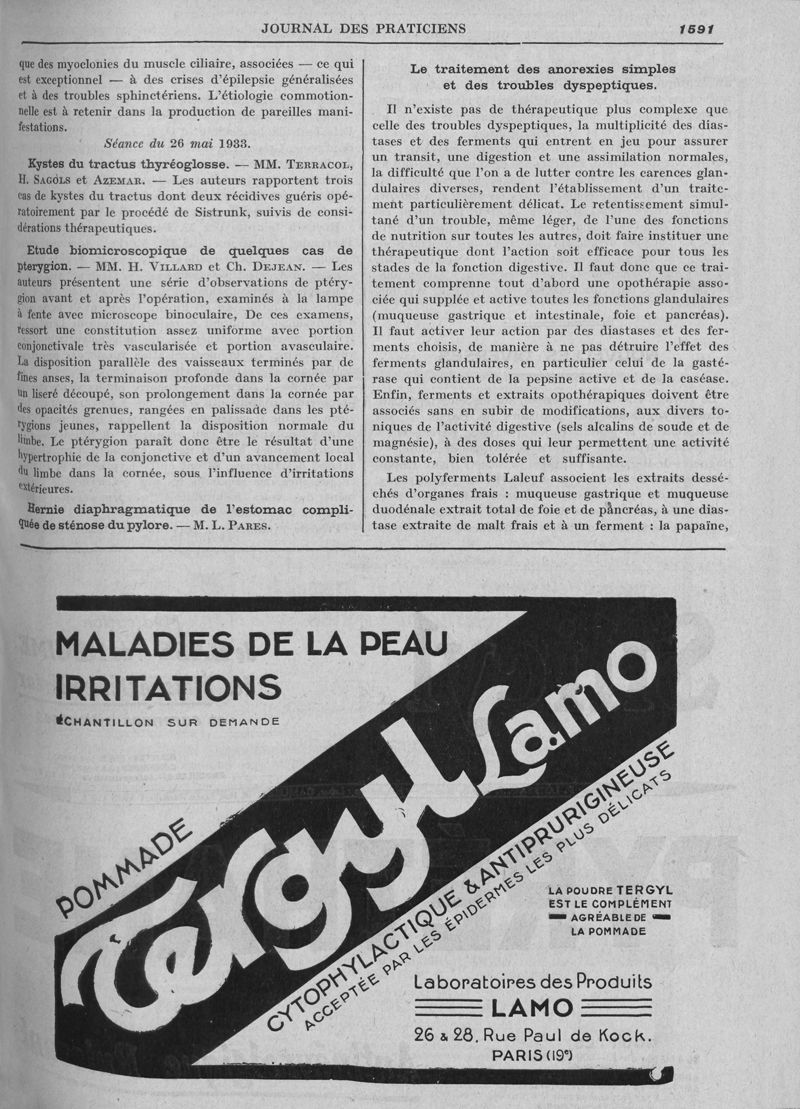 JOURNAL DES PRATICIENS
1591
que des myoclonies du muscle ciliaire, associées — ce qui
est exceptionnel — à des crises d'épilepsie généralisées
et à des troubles sphinctériens. L'étiologie commotion-
nelle est à retenir dans la production de pareilles mani-
festations.
Séance du 26 mai 1933.
Kystes du tractus thyréoglosse. — MM. TERRACOL,
H. SAGOLS et AZEMAR. — Les auteurs rapportent trois
cas de kystes du tractus dont deux récidives guéris opé-
ratoirement par le procédé de Sistrunk, suivis de consi-
dérations thérapeutiques.
Etude biomicroscopique de quelques cas de
pterygion. — MM. H. VILLARD et Ch. DEJEAN. — Les
auteurs présentent une série d'observations de ptéry-
gion avant et après l'opération, examinés à la lampe
à fente avec microscope binoculaire, De ces examens,
ressort une constitution assez uniforme avec portion
conjonctivale très vascularisée et portion avasculaire.
La disposition parallèle des vaisseaux terminés par de
fines anses, la terminaison profonde dans la cornée par
un liseré découpé, son prolongement dans la cornée par
des opacités grenues, rangées en palissade dans les pté-
rygions jeunes, rappellent la disposition normale du
limbe. Le ptérygion paraît donc être le résultat d'une
hypertrophie de la conjonctive et d'un avancement local
du limbe dans la cornée, sous l'influence d'irritations
extérieures.
Hernie diaphragmatique de l'estomac compli-
quée de sténose du pylore. — M. L. PARES.
Le traitement des anorexies simples
et des troubles dyspeptiques.
Il n'existe pas de thérapeutique plus complexe que
celle des troubles dyspeptiques, la multiplicité des dias-
tases et des ferments qui entrent en jeu pour assurer
un transit, une digestion et une assimilation normales,
la difficulté que l'on a de lutter contre les carences glan-
dulaires diverses, rendent l'établissement d'un traite-
ment particulièrement délicat. Le retentissement simul-
tané d'un trouble, même léger, de l'une des fonctions
de nutrition sur toutes les autres, doit faire instituer une
thérapeutique dont l'action soit efficace pour tous les
stades de la fonction digestive. Il faut donc que ce trai-
tement comprenne tout d'abord une opothérapie asso-
ciée qui supplée et active toutes les fonctions glandulaires
(muqueuse gastrique et intestinale, foie et pancréas).
Il faut activer leur action par des diastases et des fer-
ments choisis, de manière à ne pas détruire l'effet des
ferments glandulaires, en particulier celui de la gasté-
rase qui contient de la pepsine active et de la caséase.
Enfin, ferments et extraits opothérapiques doivent être
associés sans en subir de modifications, aux divers to-
niques de l'activité digestive (sels alcalins de soude et de
magnésie), à des doses qui leur permettent une activité
constante, bien tolérée et suffisante.
Les polyferments Laleuf associent les extraits dessé-
chés d'organes frais : muqueuse gastrique et muqueuse
duodénale extrait total de foie et de pancréas, à une dias-
tase extraite de malt frais et à un ferment : la papaïne,
MALADIES DE LA PEAU
IRRITATIONS
ÉCHANTILLON SUR DEMANDE
POMMADE
Tergyl Lamo
CYTOPHYLACTIQUE & ANTIPRURIGINEUSE
ACCEPTÉE PAR LES ÉPIDERMES LES PLUS DÉLICATS
LA POUDRE TERGYL
EST LE COMPLÉMENT
AGRÉABLE DE
LA POMMADE
Laboratoires des Produits
LAMO
26 & 28, Rue Paul de Kock.
PARIS (19e)